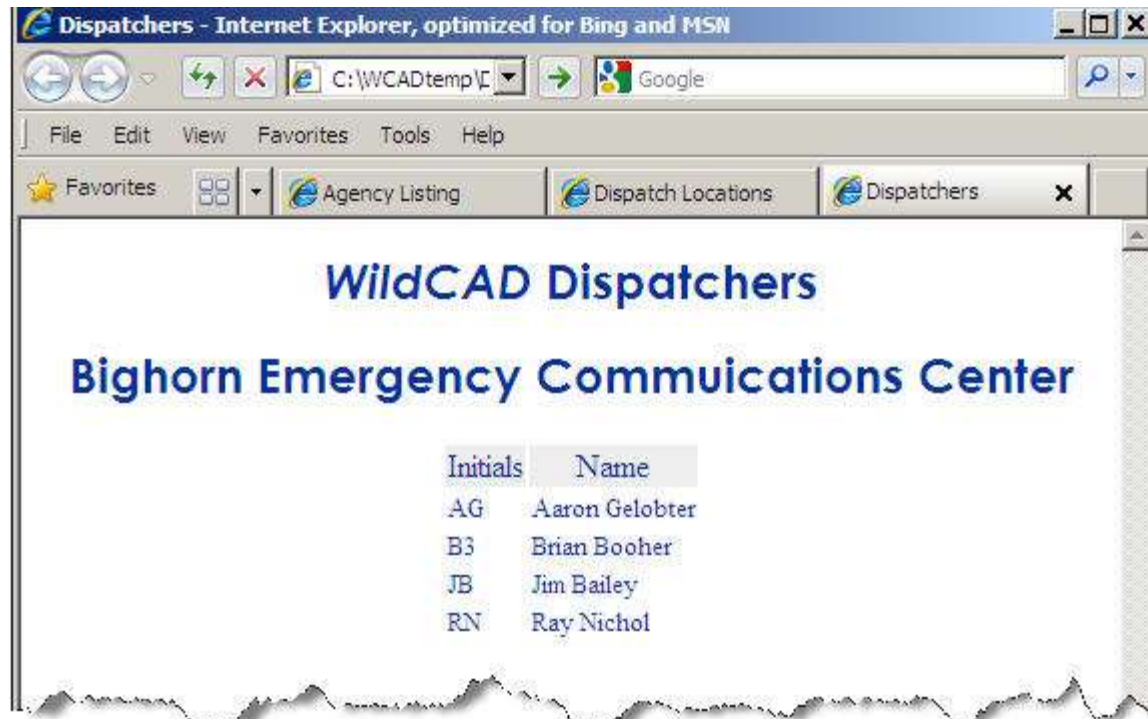 Dispatchers - Internet Explorer, optimized for Bing and MSN
C:\WCADtemp\D
Google
File Edit View Favorites Tools Help
Favorites Agency Listing Dispatch Locations Dispatchers
WildCAD Dispatchers
Bighorn Emergency Commuications Center
Initials Name
AG Aaron Gelobter
B3 Brian Booher
JB Jim Bailey
RN Ray Nichol